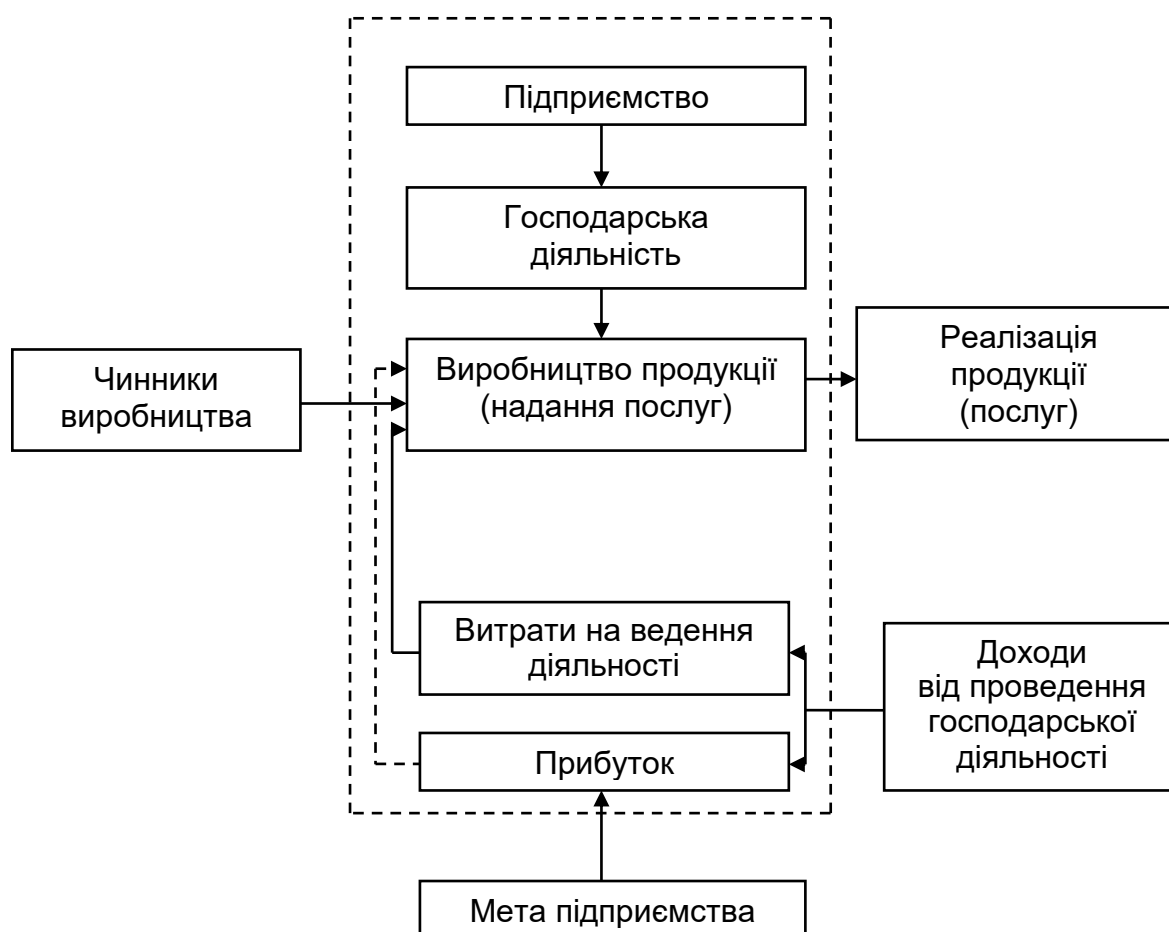 Підприємство
Господарська
діяльність
Чинники
виробництва
Виробництво продукції
(надання послуг)
Реалізація
продукції
(послуг)
Витрати на ведення
діяльності
Доходи
від проведення
господарської
діяльності
Прибуток
Мета підприємства